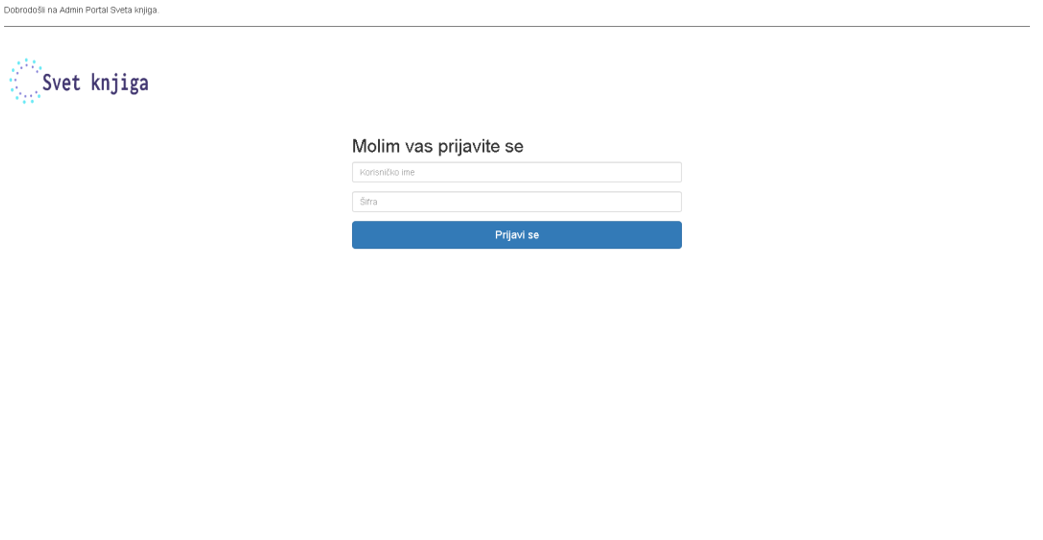 Dobrodošli na Admin Portal Sveta knjiga.
Svet knjiga
Molim vas prijavite se
Korisničko ime
Šifra
Prijavi se